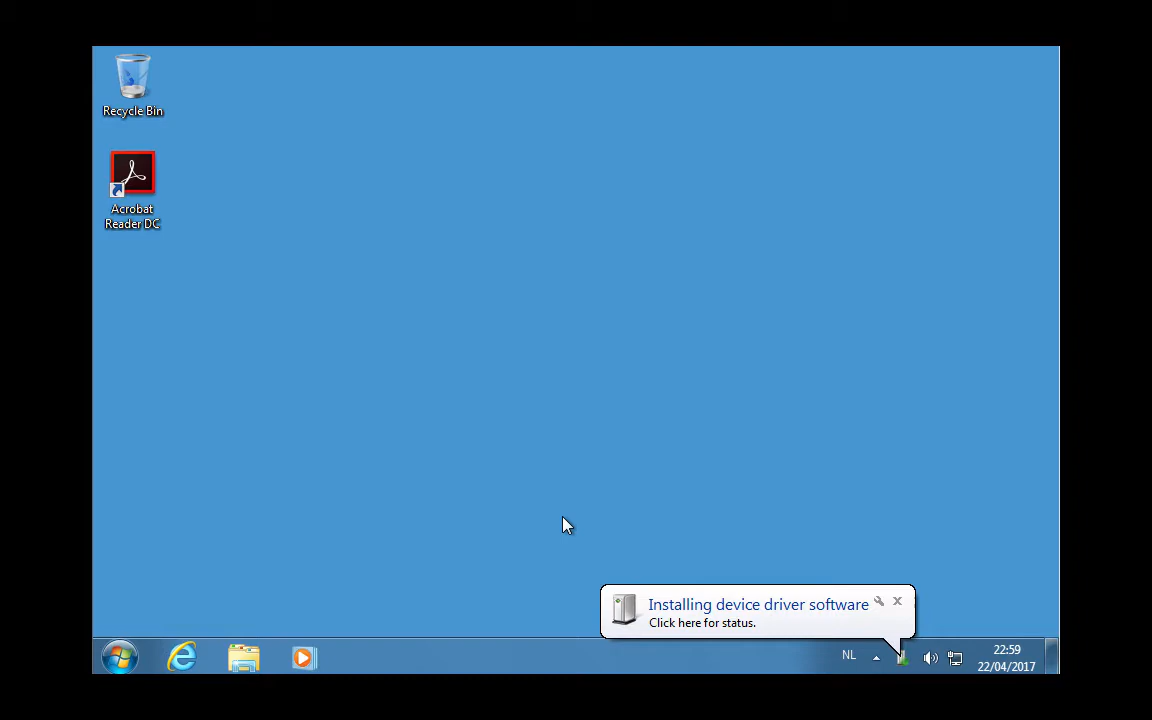 Recycle Bin
Acrobat
Reader DC
Installing device driver software
Click here for status.
NL
22:59
22/04/2017